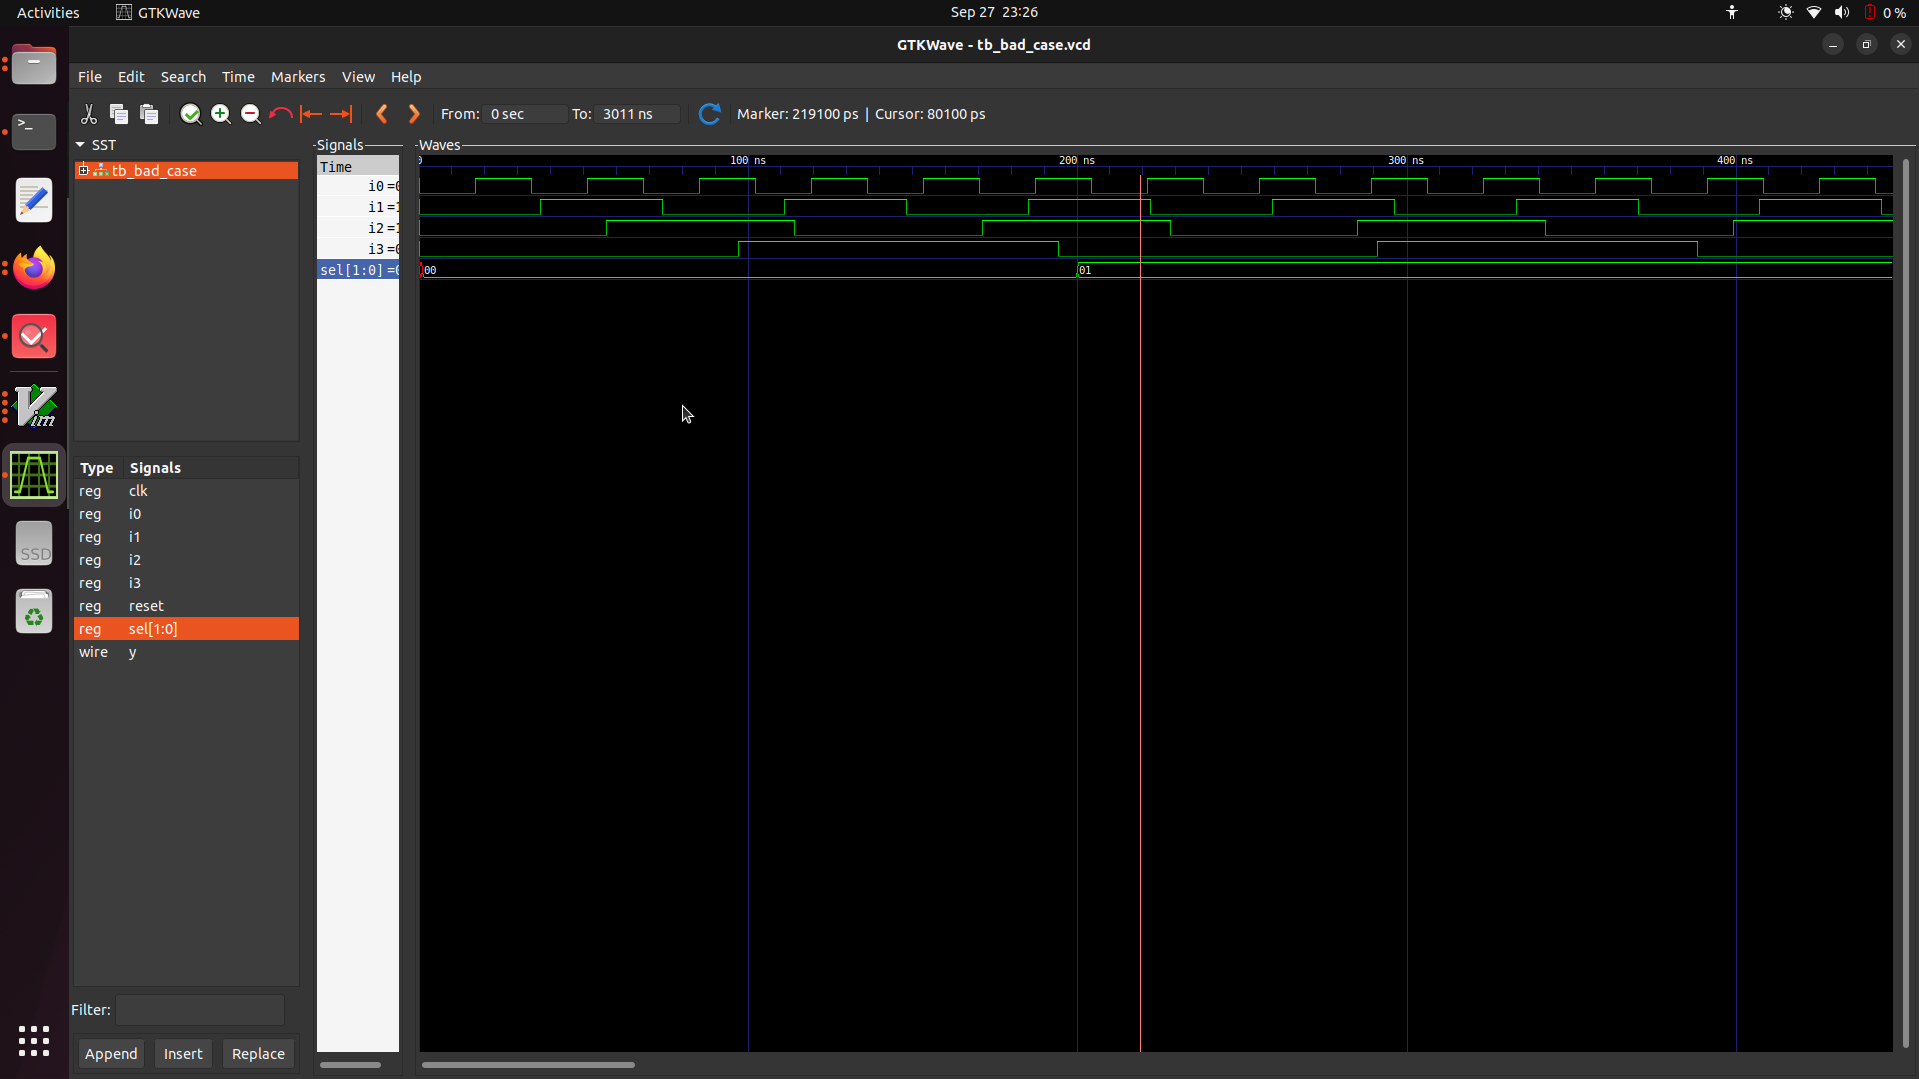 Activities GTKWave Sep 27 23:26 0 %
GTKWave - tb_bad_case.vcd
File Edit Search Time Markers View Help
From: 0 sec To: 3011 ns Marker: 219100 ps | Cursor: 80100 ps
SST
tb_bad_case
Type Signals
reg clk
reg i0
reg i1
reg i2
reg i3
reg reset
reg sel[1:0]
wire y
Filter:
Append Insert Replace
Signals
Time
i0 =0
i1 =1
i2 =1
i3 =0
sel[1:0] =0
Waves
0 100 ns 200 ns 300 ns 400 ns
00 01
>_
Vim
SSD